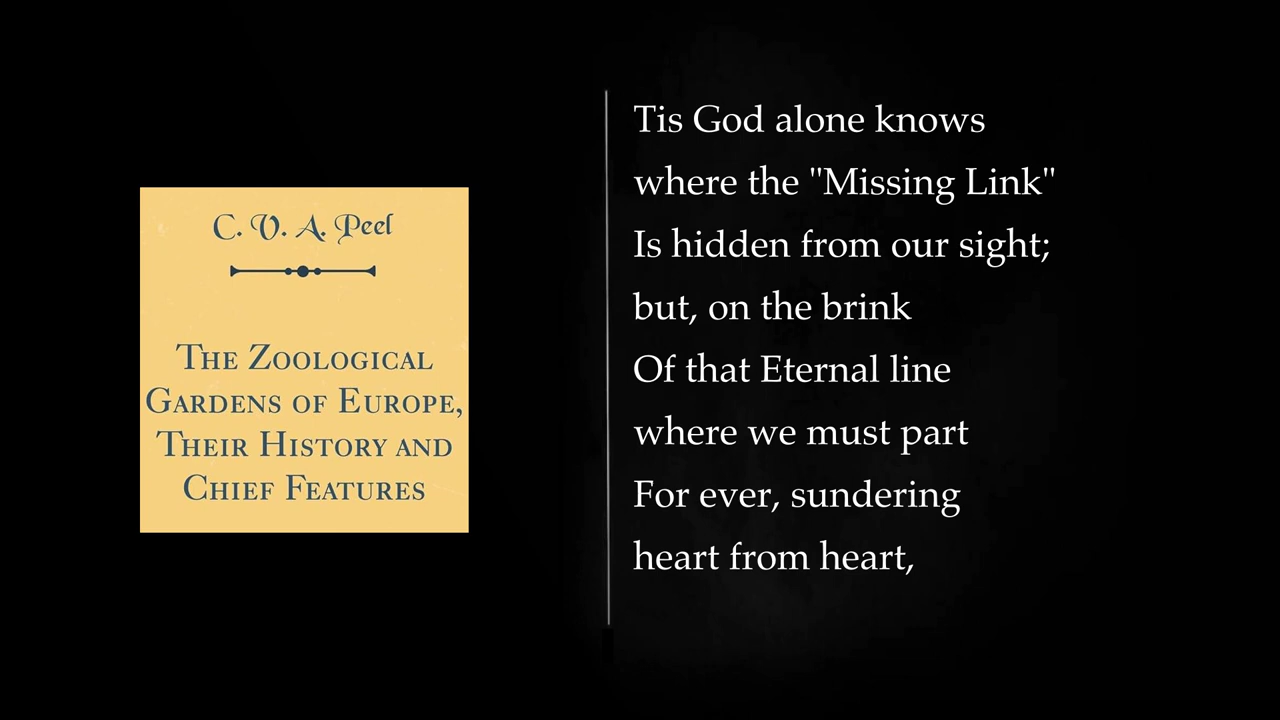 C. V. A. Peel
The Zoological
Gardens of Europe,
Their History and
Chief Features
Tis God alone knows
where the "Missing Link"
Is hidden from our sight;
but, on the brink
Of that Eternal line
where we must part
For ever, sundering
heart from heart,